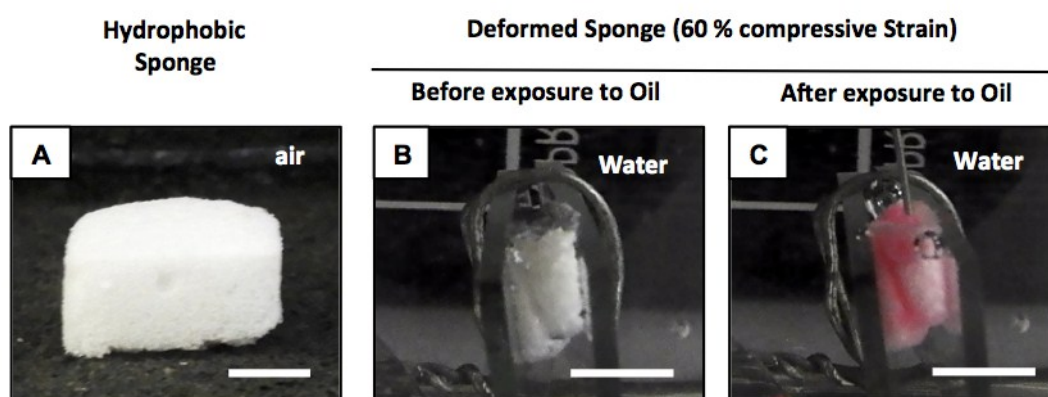 Hydrophobic
Sponge
Deformed Sponge (60 % compressive Strain)
Before exposure to Oil
After exposure to Oil
A
air
B
Water
C
Water